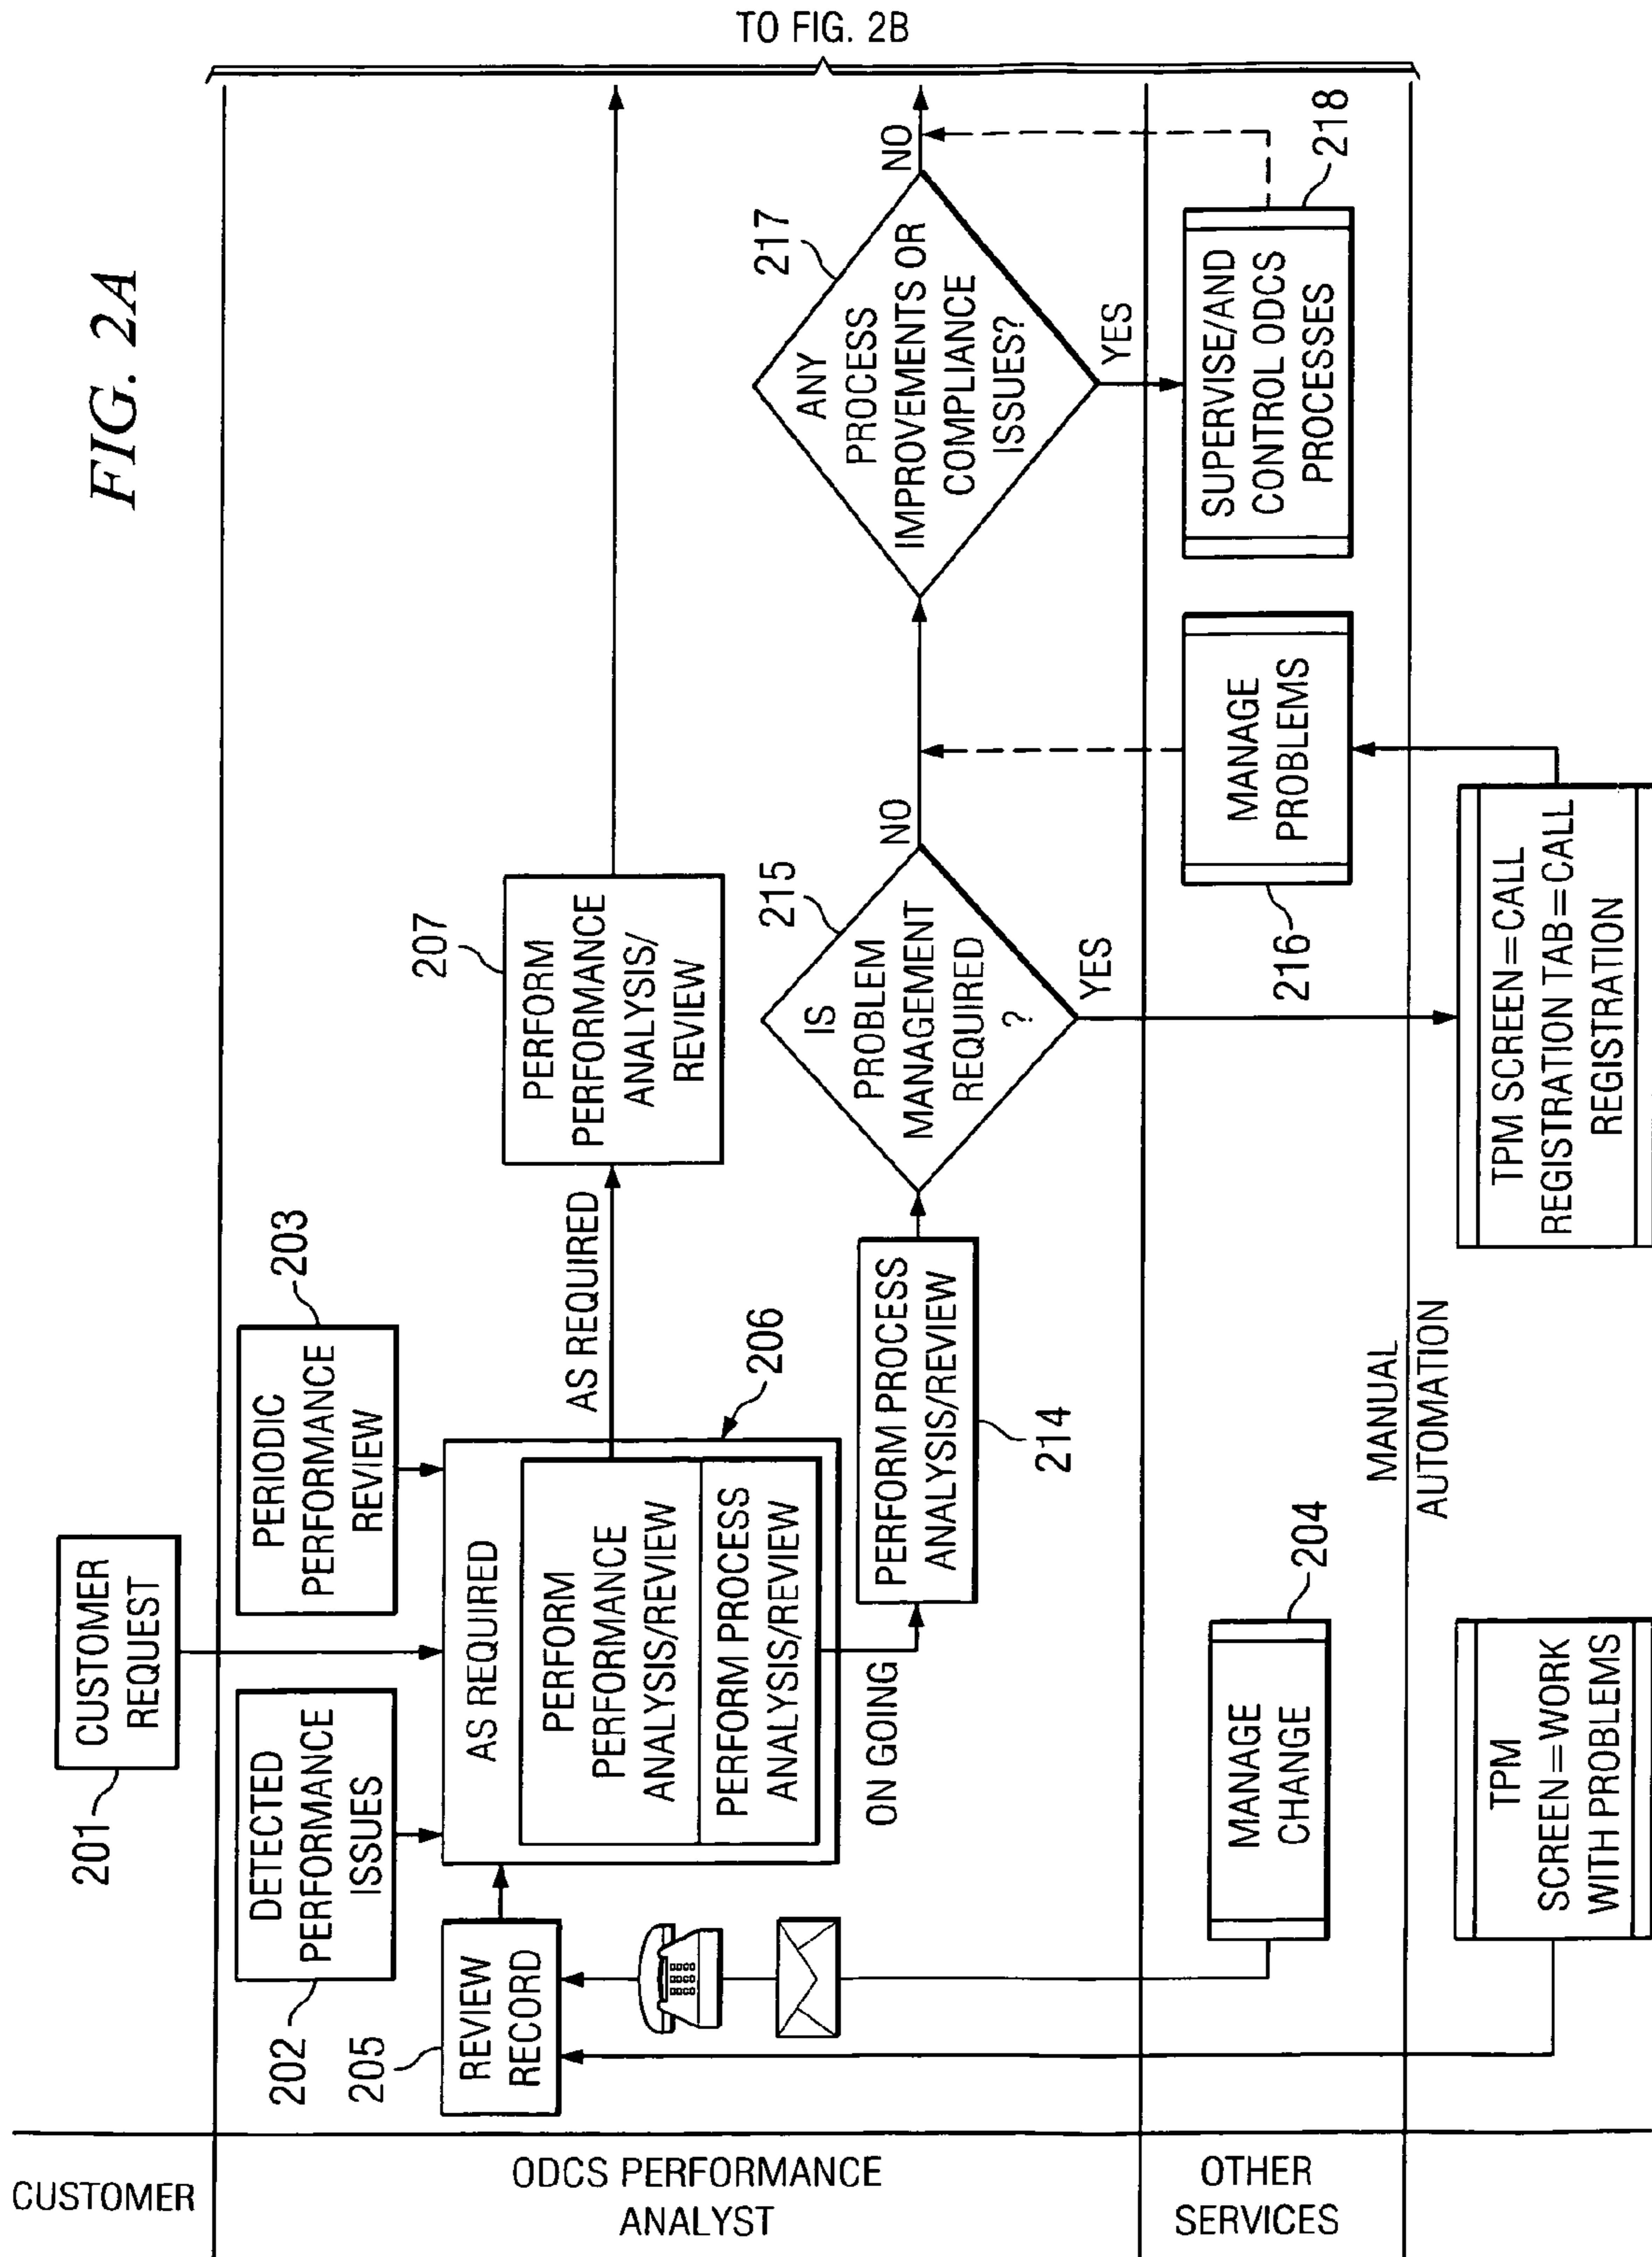 FIG. 2A
TO FIG. 2B
CUSTOMER
201
CUSTOMER
REQUEST
ODCS PERFORMANCE
ANALYST
202
DETECTED
PERFORMANCE
ISSUES
203
PERIODIC
PERFORMANCE
REVIEW
205
REVIEW
RECORD
206
AS REQUIRED
PERFORM
PERFORMANCE
ANALYSIS/REVIEW
PERFORM PROCESS
ANALYSIS/REVIEW
AS REQUIRED
207
PERFORM
PERFORMANCE
ANALYSIS/
REVIEW
ON GOING
PERFORM PROCESS
ANALYSIS/REVIEW
214
215
IS
PROBLEM
MANAGEMENT
REQUIRED
?
NO
YES
217
ANY
PROCESS
IMPROVEMENTS OR
COMPLIANCE
ISSUES?
NO
YES
OTHER
SERVICES
MANAGE
CHANGE
204
216
MANAGE
PROBLEMS
SUPERVISE/AND
CONTROL ODCS
PROCESSES
218
MANUAL
AUTOMATION
TPM
SCREEN=WORK
WITH PROBLEMS
TPM SCREEN=CALL
REGISTRATION TAB=CALL
REGISTRATION